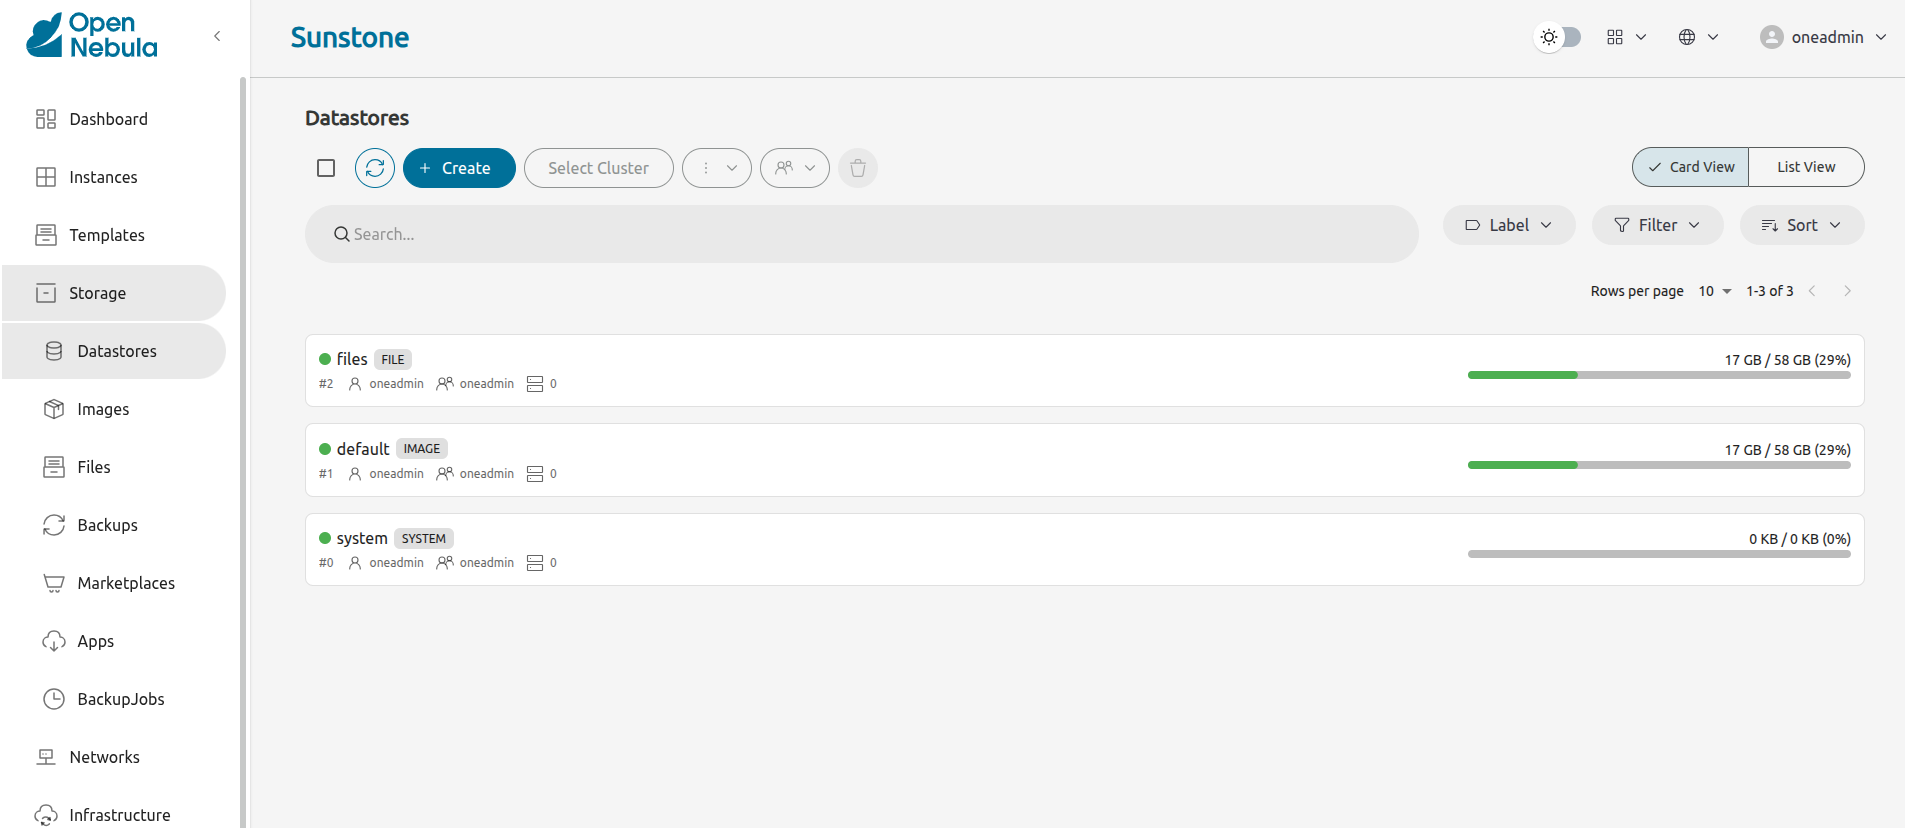 Open
Nebula
Sunstone
oneadmin
Dashboard
Instances
Templates
Storage
Datastores
Images
Files
Backups
Marketplaces
Apps
BackupJobs
Networks
Infrastructure
Datastores
+ Create
Select Cluster
Card View
List View
Search...
Label
Filter
Sort
Rows per page 10 1-3 of 3
files FILE
17 GB / 58 GB (29%)
#2 oneadmin oneadmin 0
default IMAGE
17 GB / 58 GB (29%)
#1 oneadmin oneadmin 0
system SYSTEM
0 KB / 0 KB (0%)
#0 oneadmin oneadmin 0